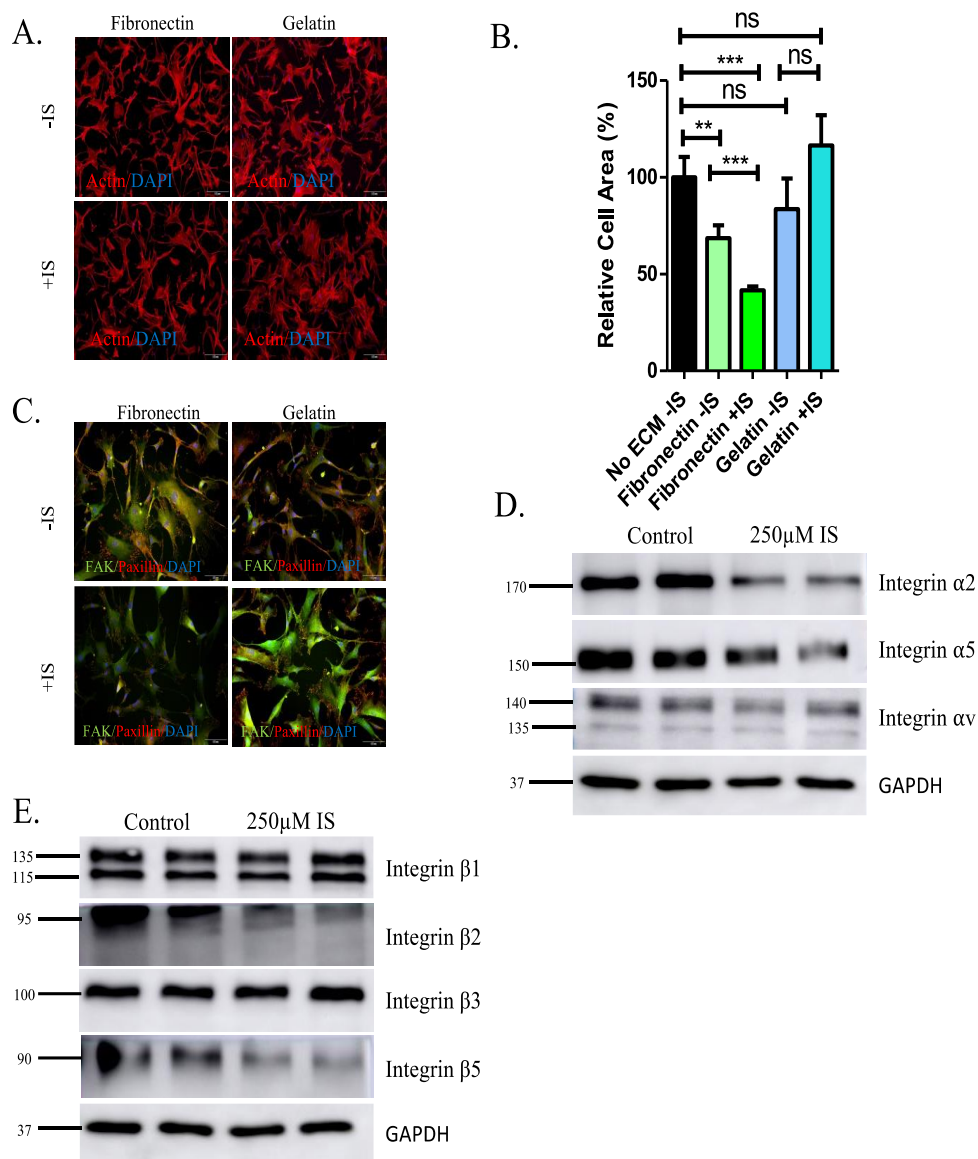 A.
Fibronectin Gelatin
-IS
Actin/DAPI Actin/DAPI
+IS
Actin/DAPI Actin/DAPI
B.
ns
*** ns
ns
** ***
Relative Cell Area (%)
150
100
50
0
No ECM -IS
Fibronectin -IS
Fibronectin +IS
Gelatin -IS
Gelatin +IS
C.
Fibronectin Gelatin
-IS
FAK/Paxillin/DAPI FAK/Paxillin/DAPI
+IS
FAK/Paxillin/DAPI FAK/Paxillin/DAPI
D.
Control 250µM IS
170 Integrin α2
150 Integrin α5
140
135 Integrin αv
37 GAPDH
E.
Control 250µM IS
135
115 Integrin β1
95 Integrin β2
100 Integrin β3
90 Integrin β5
37 GAPDH